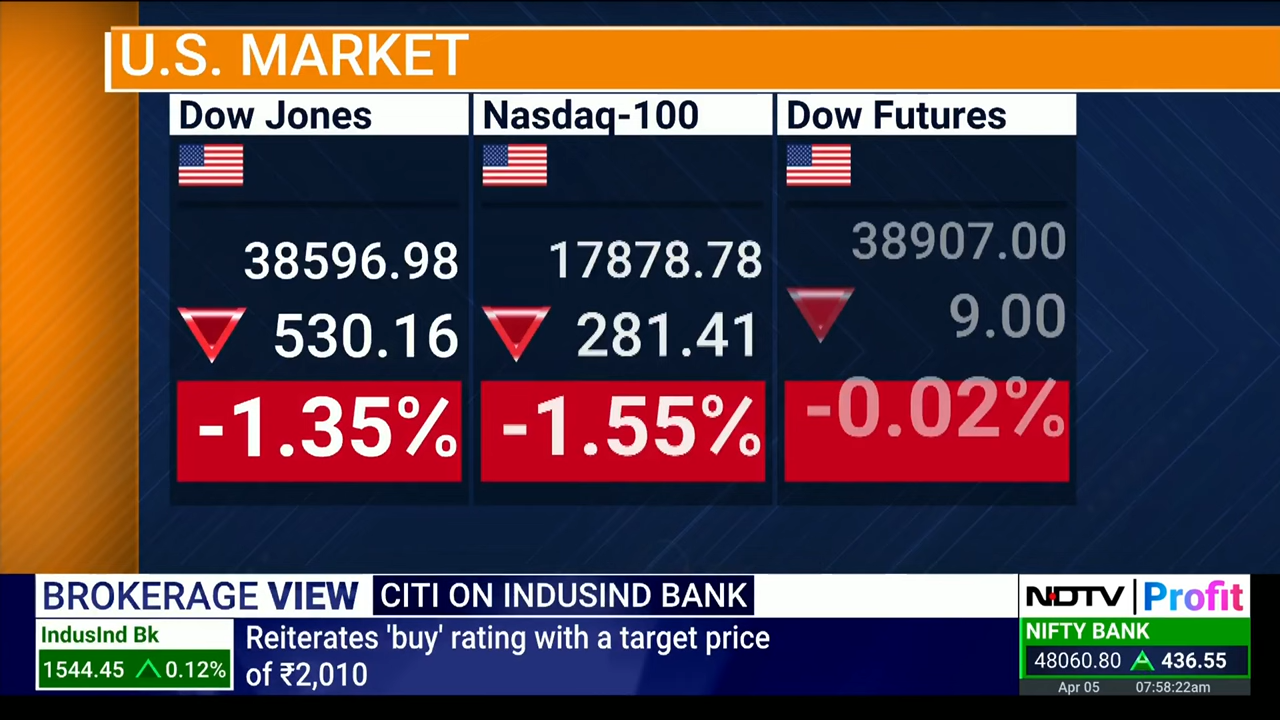 U.S. MARKET
Dow Jones
Nasdaq-100
Dow Futures
38596.98
17878.78
38907.00
530.16
281.41
9.00
-1.35%
-1.55%
-0.02%
BROKERAGE VIEW
CITI ON INDUSIND BANK
IndusInd Bk
1544.45 0.12%
Reiterates 'buy' rating with a target price
of ₹2,010
NDTV Profit
NIFTY BANK
48060.80 436.55
Apr 05 07:58:22am